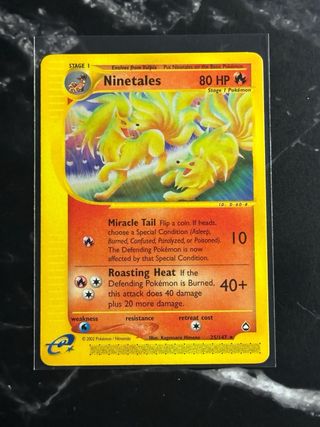 STAGE 1
Evolves from Vulpix
Put Ninetales on the Basic Pokémon
Ninetales 80 HP
Stage 1 Pokémon
Miracle Tail Flip a coin. If heads,
choose a Special Condition (Asleep,
Burned, Confused, Paralyzed, or Poisoned).
The Defending Pokémon is now
affected by that Special Condition.
10
Roasting Heat If the
Defending Pokémon is Burned,
this attack does 40 damage
plus 20 more damage.
40+
weakness resistance retreat cost
© 2002 Pokémon / Nintendo Illus. Kagemaru Himeno 25/147 ★
e